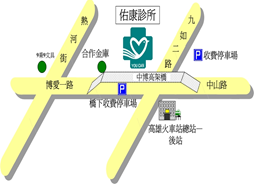 佑康診所
熱河街
九如二路
合作金庫
YOU CARE
P 收費停車場
中博高架橋
博愛一路
P
中山路
橋下收費停車場
高雄火車站總站─
後站